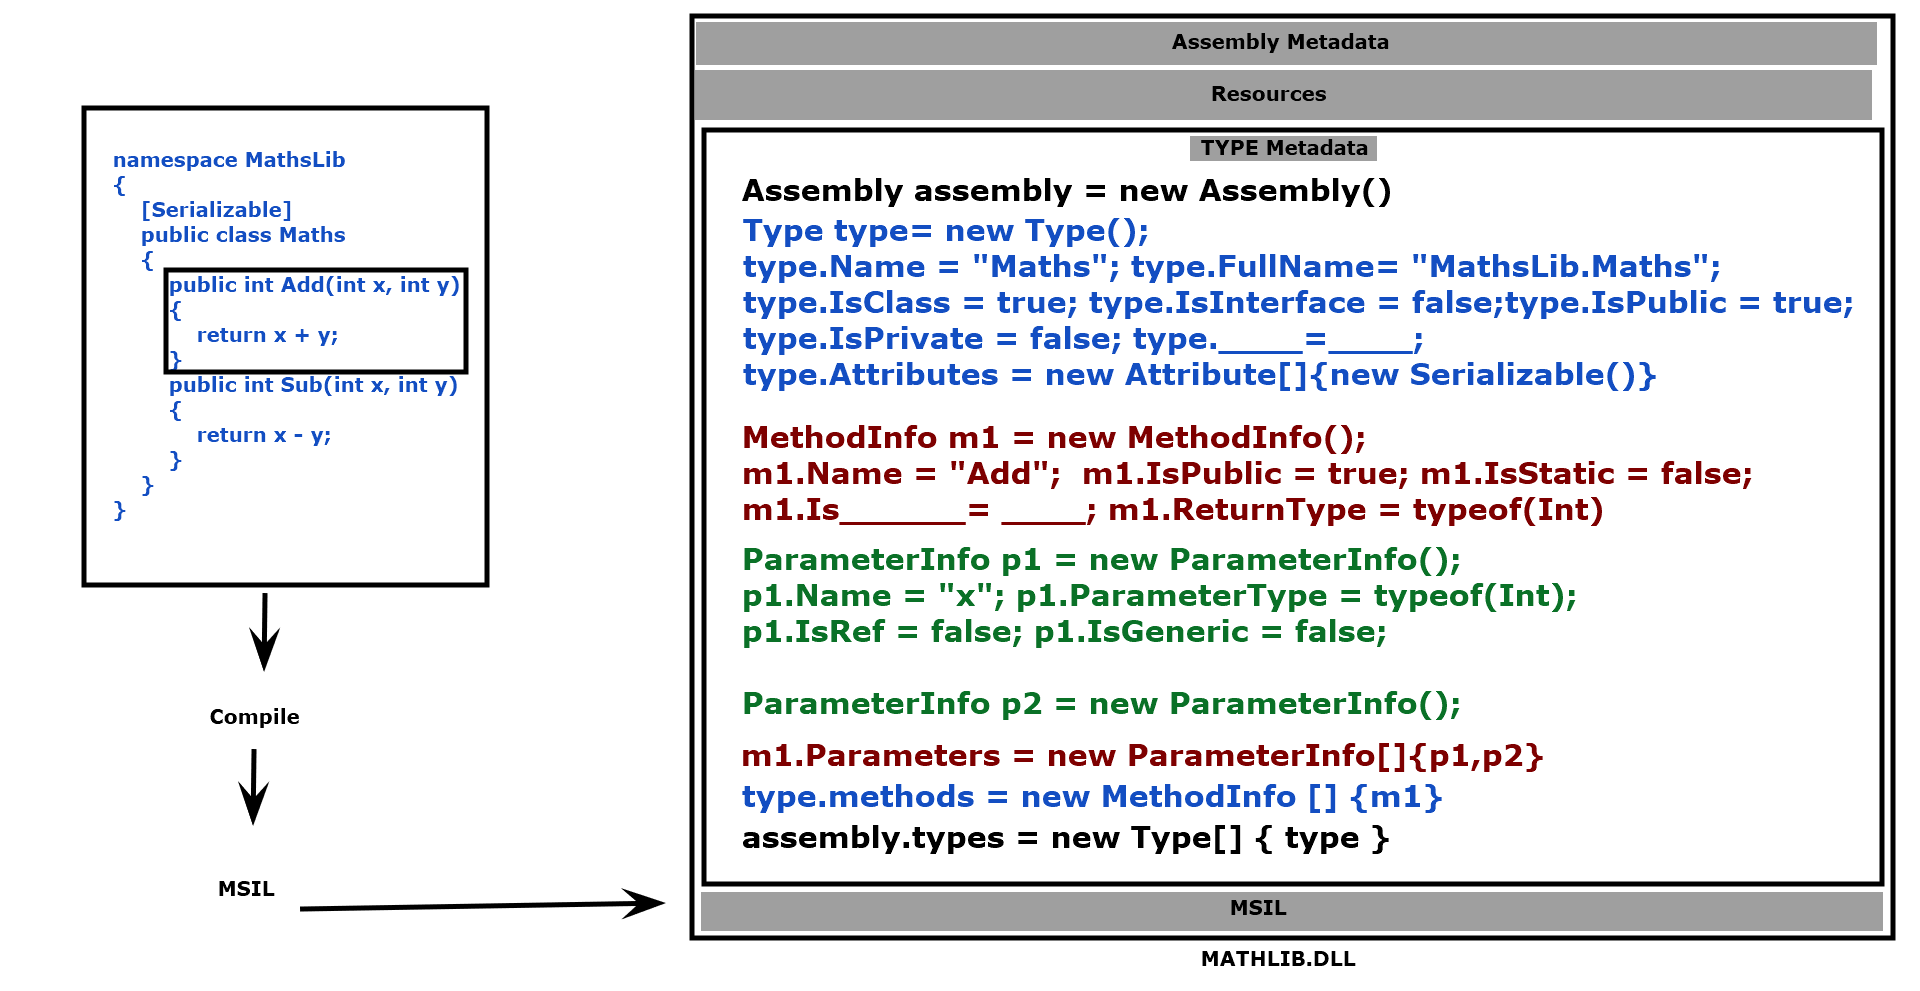 namespace MathsLib
{
[Serializable]
public class Maths
{
public int Add(int x, int y)
{
return x + y;
}
public int Sub(int x, int y)
{
return x - y;
}
}
}
Compile
MSIL
Assembly Metadata
Resources
TYPE Metadata
Assembly assembly = new Assembly()
Type type= new Type();
type.Name = "Maths"; type.FullName= "MathsLib.Maths";
type.IsClass = true; type.IsInterface = false;type.IsPublic = true;
type.IsPrivate = false; type.____=____;
type.Attributes = new Attribute[]{new Serializable()}
MethodInfo m1 = new MethodInfo();
m1.Name = "Add";  m1.IsPublic = true; m1.IsStatic = false;
m1.Is______= ____; m1.ReturnType = typeof(Int)
ParameterInfo p1 = new ParameterInfo();
p1.Name = "x"; p1.ParameterType = typeof(Int);
p1.IsRef = false; p1.IsGeneric = false;
ParameterInfo p2 = new ParameterInfo();
m1.Parameters = new ParameterInfo[]{p1,p2}
type.methods = new MethodInfo [] {m1}
assembly.types = new Type[] { type }
MSIL
MATHLIB.DLL